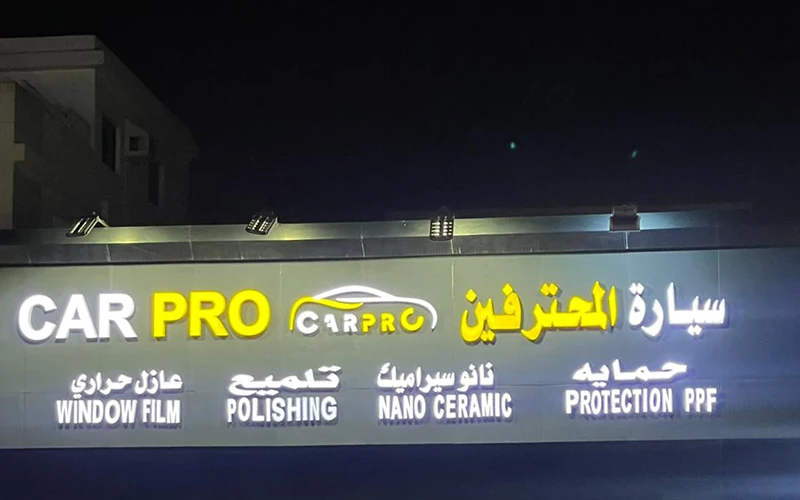 CAR PRO
CARPRO
سيارة المحترفين
عازل حراري
WINDOW FILM
تلميع
POLISHING
نانو سيراميك
NANO CERAMIC
حمايه
PROTECTION PPF